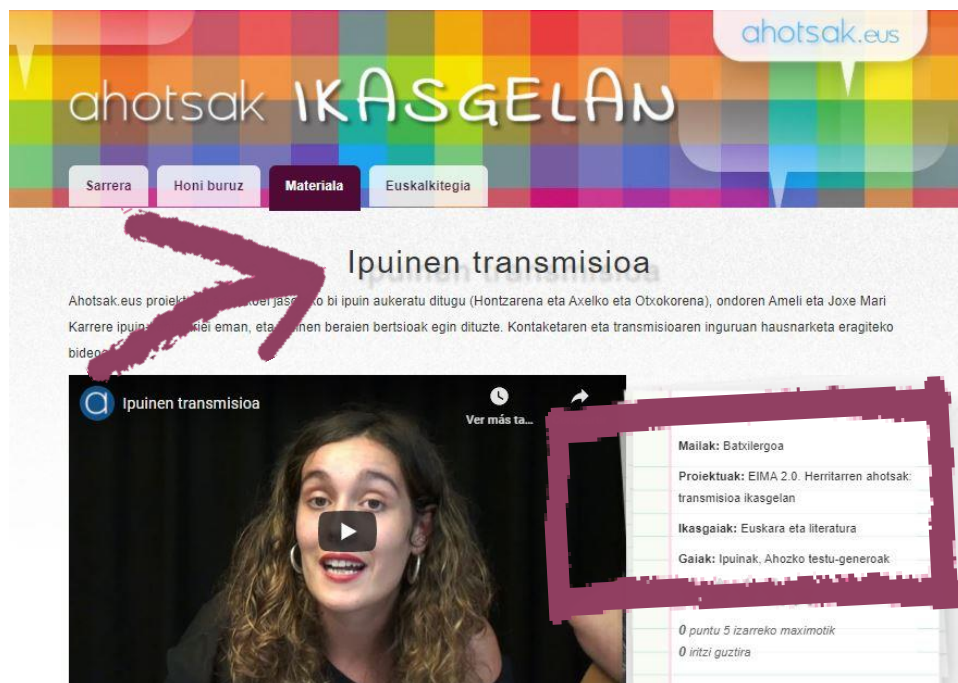 ahotsak.eus
ahotsak IKASGELAN
Sarrera
Honi buruz
Materiala
Euskalkitegia
Ipuinen transmisioa
Ahotsak.eus proiekt jaso ko bi ipuin aukeratu ditugu (Hontzarena eta Axelko eta Otxokorena), ondoren Ameli eta Joxe Mari
Karrere ipuin eman, eta beraien bertsioak egin dituzte. Kontaketaren eta transmisioaren inguruan hausnarketa eragiteko
bideo
Ipuinen transmisioa
Ver más ta...
Mailak: Batxilergoa
Proiektuak: EIMA 2.0. Herritarren ahotsak:
transmisioa ikasgelan
Ikasgaiak: Euskara eta literatura
Gaiak: Ipuinak, Ahozko testu-generoak
0 puntu 5 izarreko maximotik
0 iritzi guztira